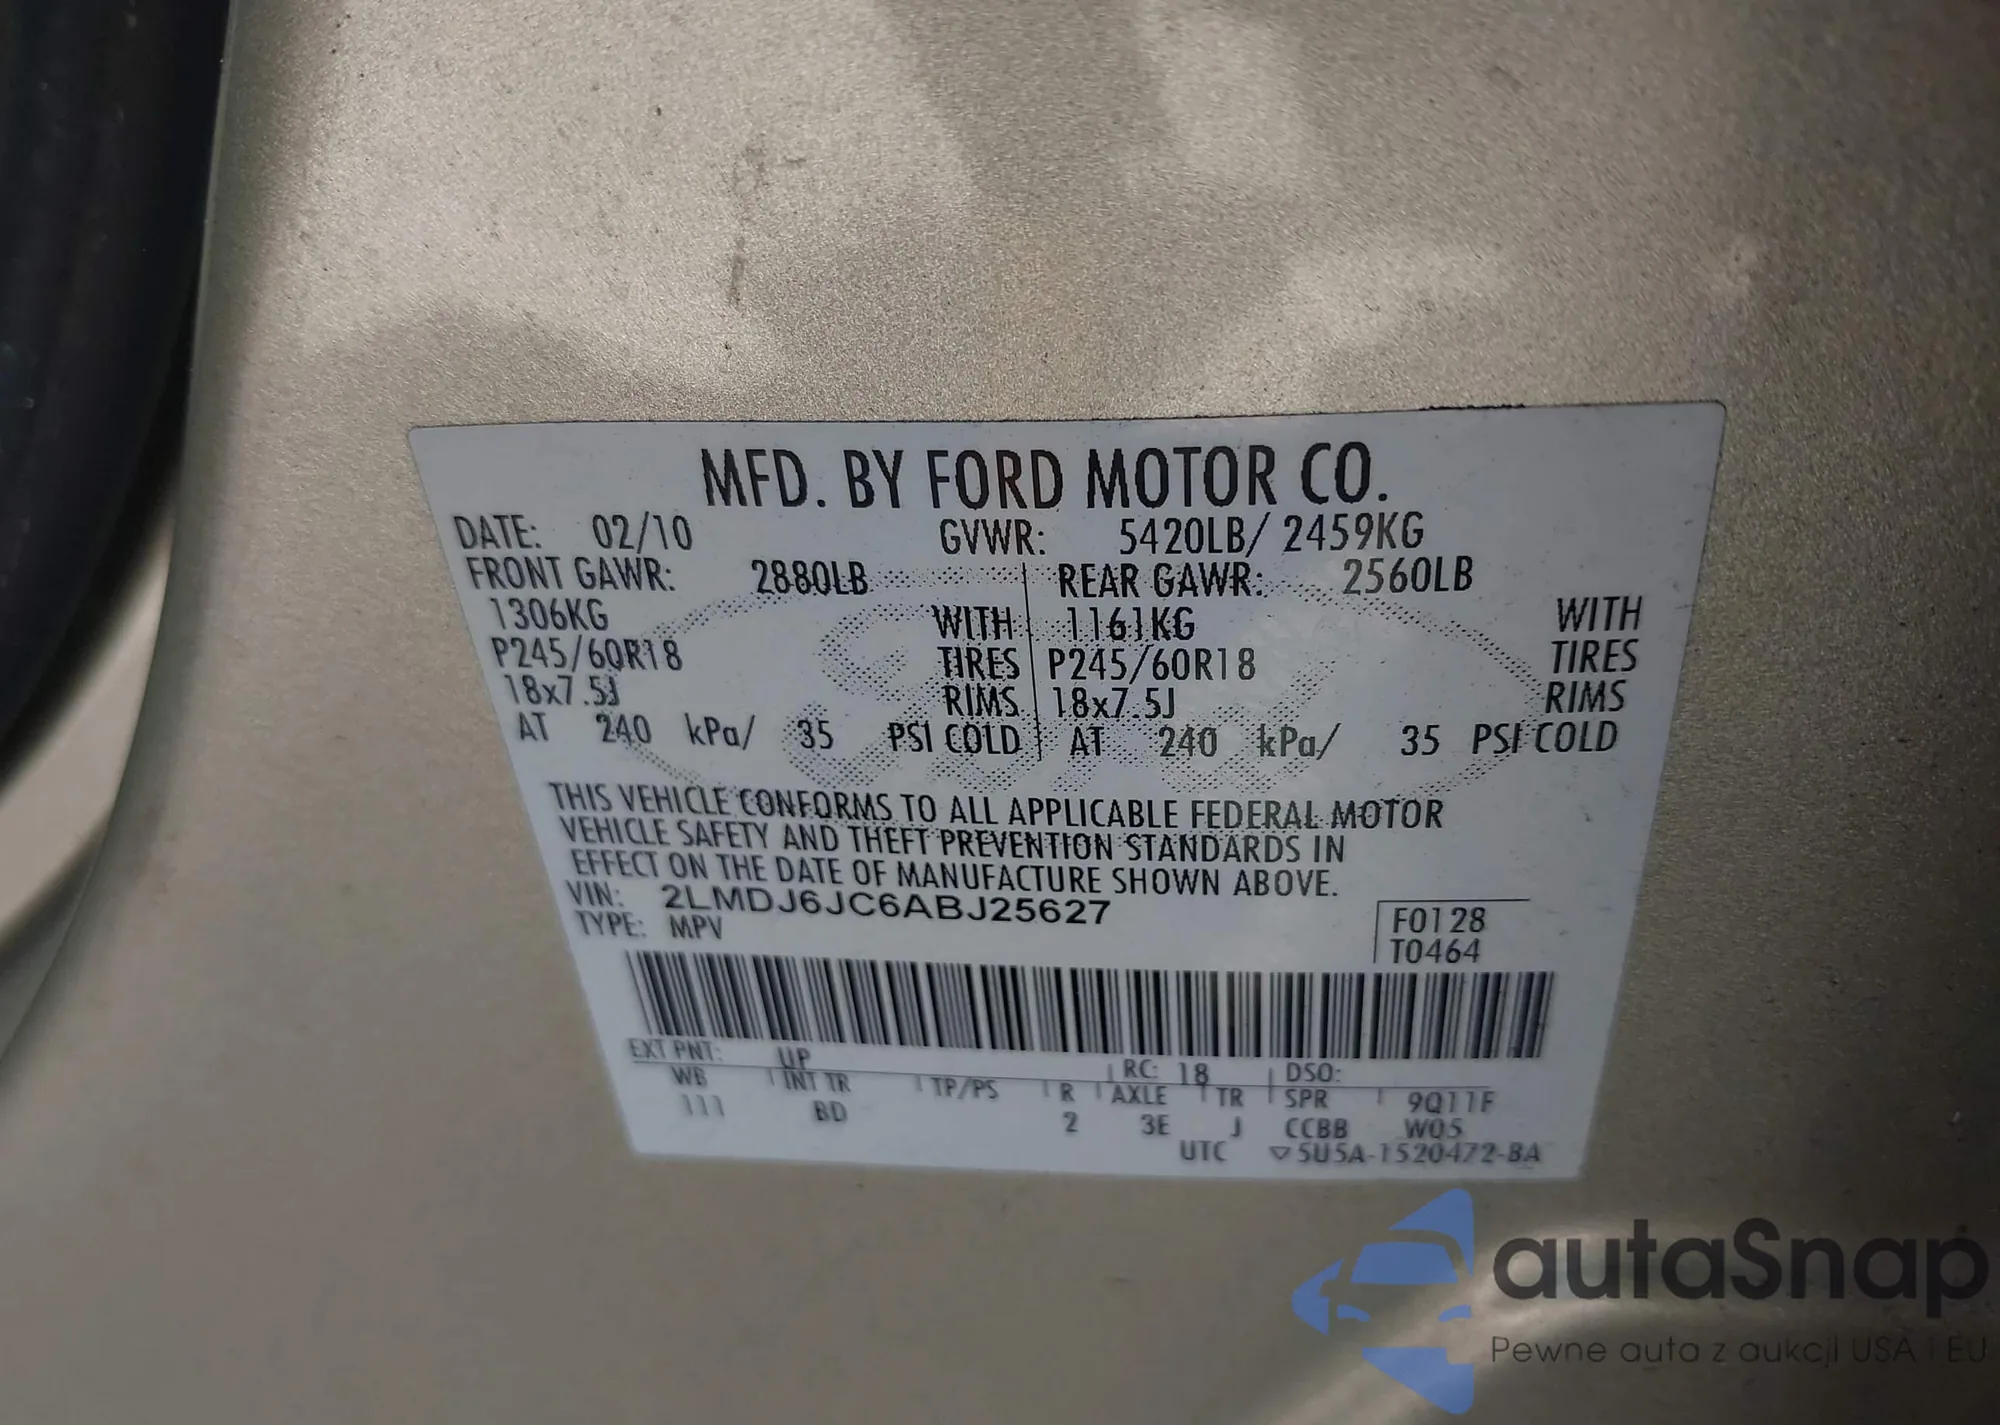 MFD. BY FORD MOTOR CO.
DATE: 02/10 GVWR: 5420LB/ 2459KG
FRONT GAWR: 2880LB REAR GAWR: 2560LB
1306KG WITH 1161KG WITH
P245/60R18 TIRES P245/60R18 TIRES
18x7.5J RIMS 18x7.5J RIMS
AT 240 kPa/ 35 PSI COLD AT 240 kPa/ 35 PSI COLD
THIS VEHICLE CONFORMS TO ALL APPLICABLE FEDERAL MOTOR
VEHICLE SAFETY AND THEFT PREVENTION STANDARDS IN
EFFECT ON THE DATE OF MANUFACTURE SHOWN ABOVE.
VIN: 2LMDJ6JC6ABJ25627
TYPE: MPV
F0128
T0464
EXT PNT: UP RC: 18 DSO:
WB INT TR TP/PS R AXLE TR SPR 9Q11F
111 BD 2 3E J CCBB W05
UTC ▽5U5A-1520472-BA
autaSnap
Pewne auta z aukcji USA i EU